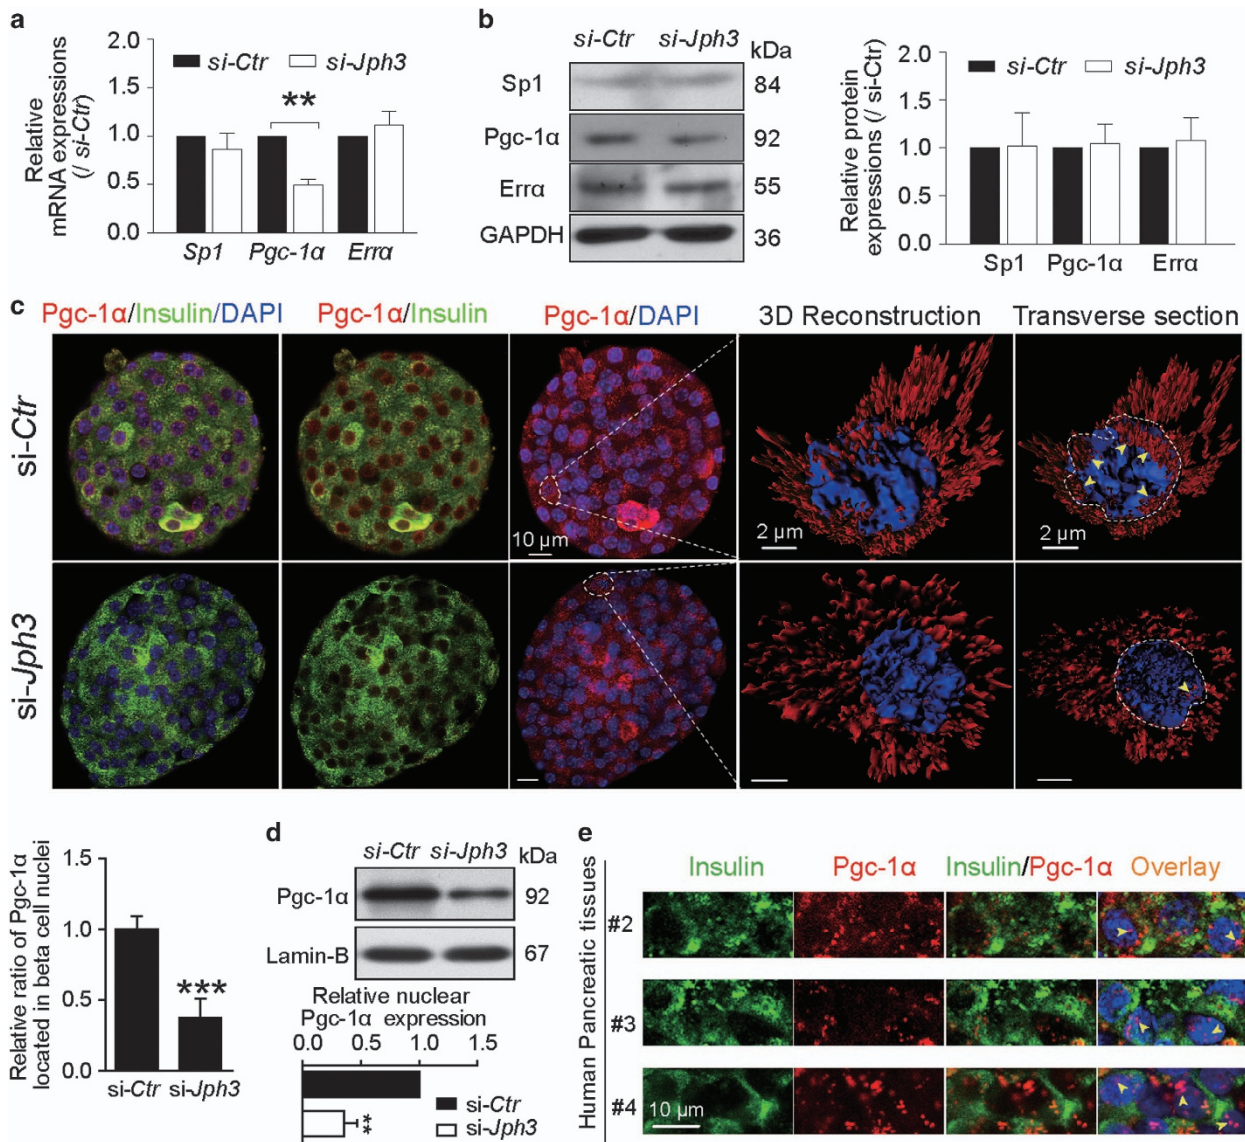 a
2.0
1.5
1.0
0.5
0.0
Relative
mRNA expressions
(/ si-Ctr)
si-Ctr
si-Jph3
**
Sp1
Pgc-1α
Errα
b
si-Ctr
si-Jph3
kDa
Sp1
84
Pgc-1α
92
Errα
55
GAPDH
36
Relative protein
expressions (/ si-Ctr)
2.0
1.5
1.0
0.5
0.0
si-Ctr
si-Jph3
Sp1
Pgc-1α
Errα
c
Pgc-1α/Insulin/DAPI
Pgc-1α/Insulin
Pgc-1α/DAPI
3D Reconstruction
Transverse section
si-Ctr
10 µm
2 µm
2 µm
si-Jph3
Relative ratio of Pgc-1α
located in beta cell nuclei
1.5
1.0
0.5
0.0
***
si-Ctr
si-Jph3
d
si-Ctr
si-Jph3
kDa
Pgc-1α
92
Lamin-B
67
Relative nuclear
Pgc-1α expression
0.0
0.5
1.0
1.5
**
si-Ctr
si-Jph3
e
Human Pancreatic tissues
Insulin
Pgc-1α
Insulin/Pgc-1α
Overlay
#2
#3
#4
10 µm